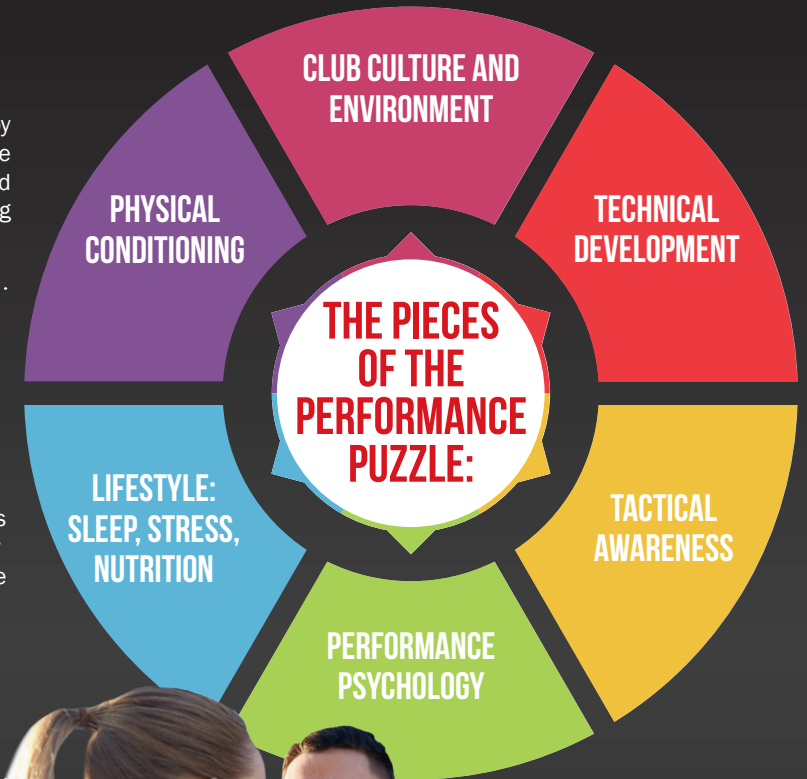 CLUB CULTURE AND
ENVIRONMENT
TECHNICAL
DEVELOPMENT
PHYSICAL
CONDITIONING
THE PIECES
OF THE
PERFORMANCE
PUZZLE:
LIFESTYLE:
SLEEP, STRESS,
NUTRITION
TACTICAL
AWARENESS
PERFORMANCE
PSYCHOLOGY